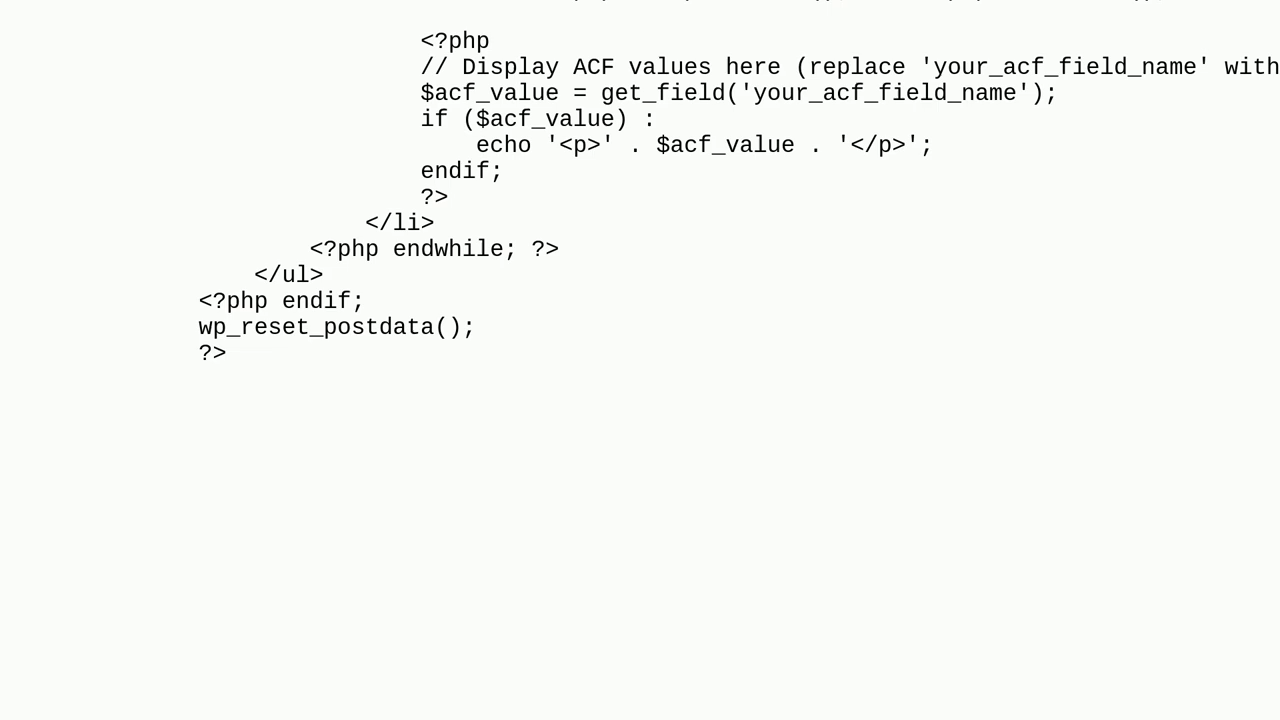 <?php
// Display ACF values here (replace 'your_acf_field_name' with
$acf_value = get_field('your_acf_field_name');
if ($acf_value) :
echo '<p>' . $acf_value . '</p>';
endif;
?>
</li>
<?php endwhile; ?>
</ul>
<?php endif;
wp_reset_postdata();
?>